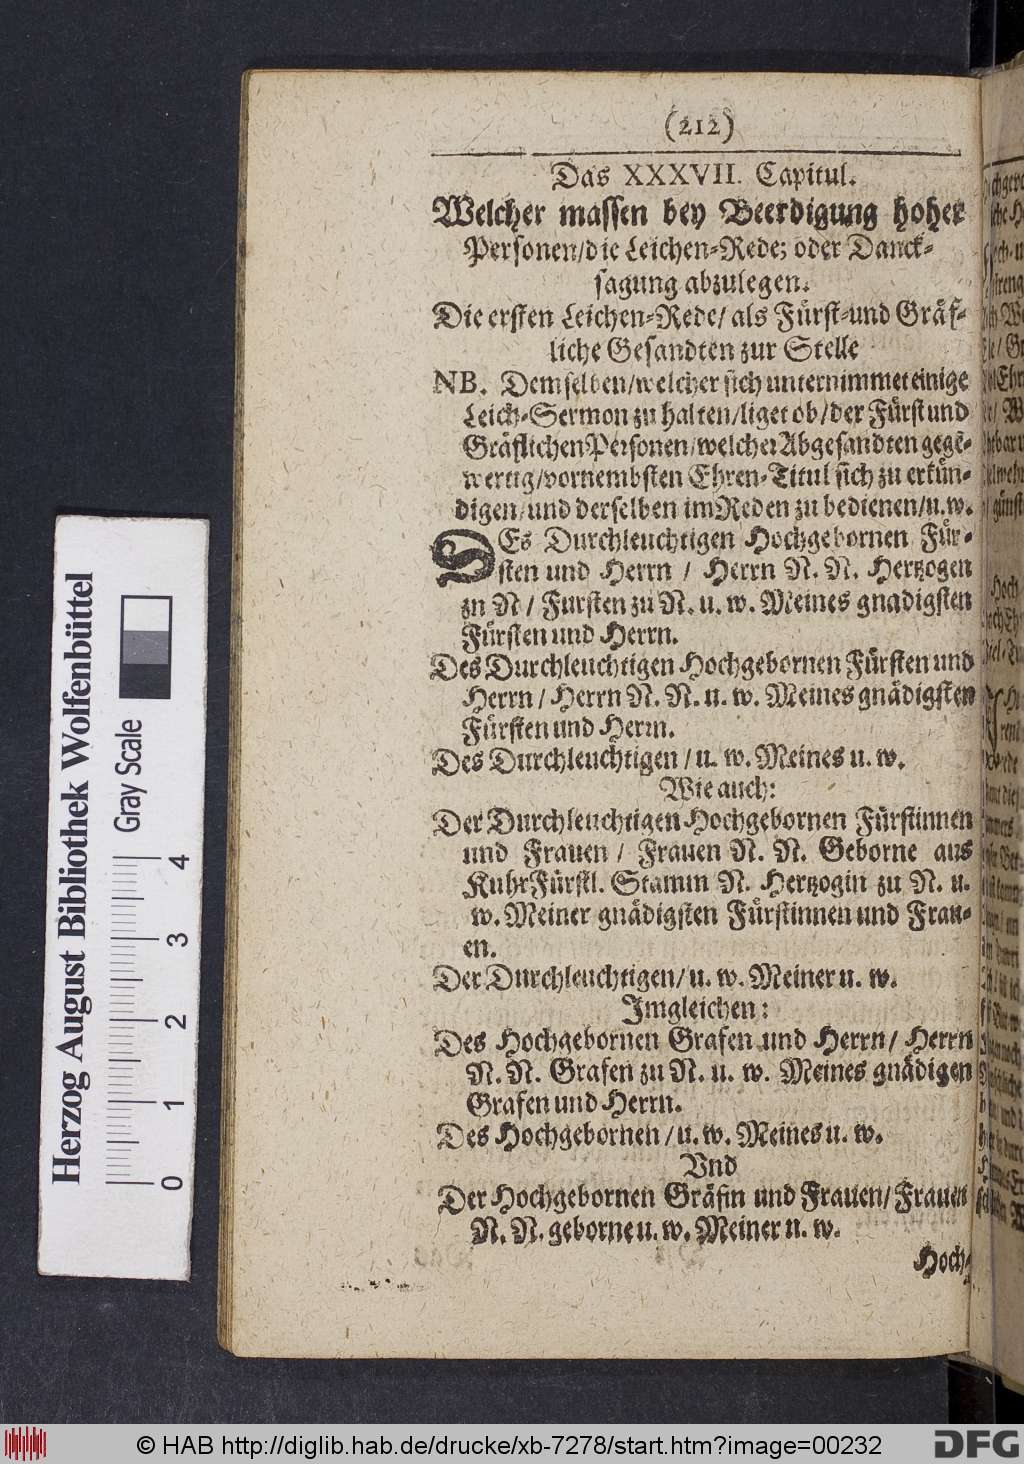 (212)
Das XXXVII. Capitul.
Welcher massen bey Beerdigung hoher
Personen/die Leichen-Rede; oder Danck-
sagung abzulegen.
Die ersten Leichen-Rede/ als Fürst-und Gräf-
liche Gesandten zur Stelle
NB. Demselben/welcher sich unternimmet einige
Leich-Sermon zu halten/liget ob/der Fürst und
Gräflichen Personen/welcher Abgesandten gegē-
wertig/vornembsten Ehren-Titul sich zu erkün-
digen/und derselben im Reden zu bedienen/u.w.
DEs Durchleuchtigen Hochgebornen Für-
sten und Herrn / Herrn N. N. Hertzogen
zu N/ Fursten zu N. u. w. Meines gnadigsten
Fürsten und Herrn.
Des Durchleuchtigen Hochgebornen Fürsten und
Herrn/ Herrn N. N. u. w. Meines gnädigsten
Fürsten und Herrn.
Des Durchleuchtigen/u. w. Meines u. w.
Wie auch:
Der Durchleuchtigen Hochgebornen Fürstinnen
und Frauen / Frauen N. N. Geborne aus
KuhrFürstl. Stamm N. Hertzogin zu N. u.
w. Meiner gnädigsten Fürstinnen und Frau-
en.
Der Durchleuchtigen/ u. w. Meiner u. w.
Imgleichen:
Des Hochgebornen Grafen und Herrn/ Herrn
N. N. Grafen zu N. u. w. Meines gnädigen
Grafen und Herrn.
Des Hochgebornen/u. w. Meines u. w.
Vnd
Der Hochgebornen Gräfin und Frauen/ Frauen
N. N. geborne u. w. Meiner u. w.
Hoch-
Herzog August Bibliothek Wolfenbüttel
Gray Scale
0 1 2 3 4
© HAB http://diglib.hab.de/drucke/xb-7278/start.htm?image=00232
DFG